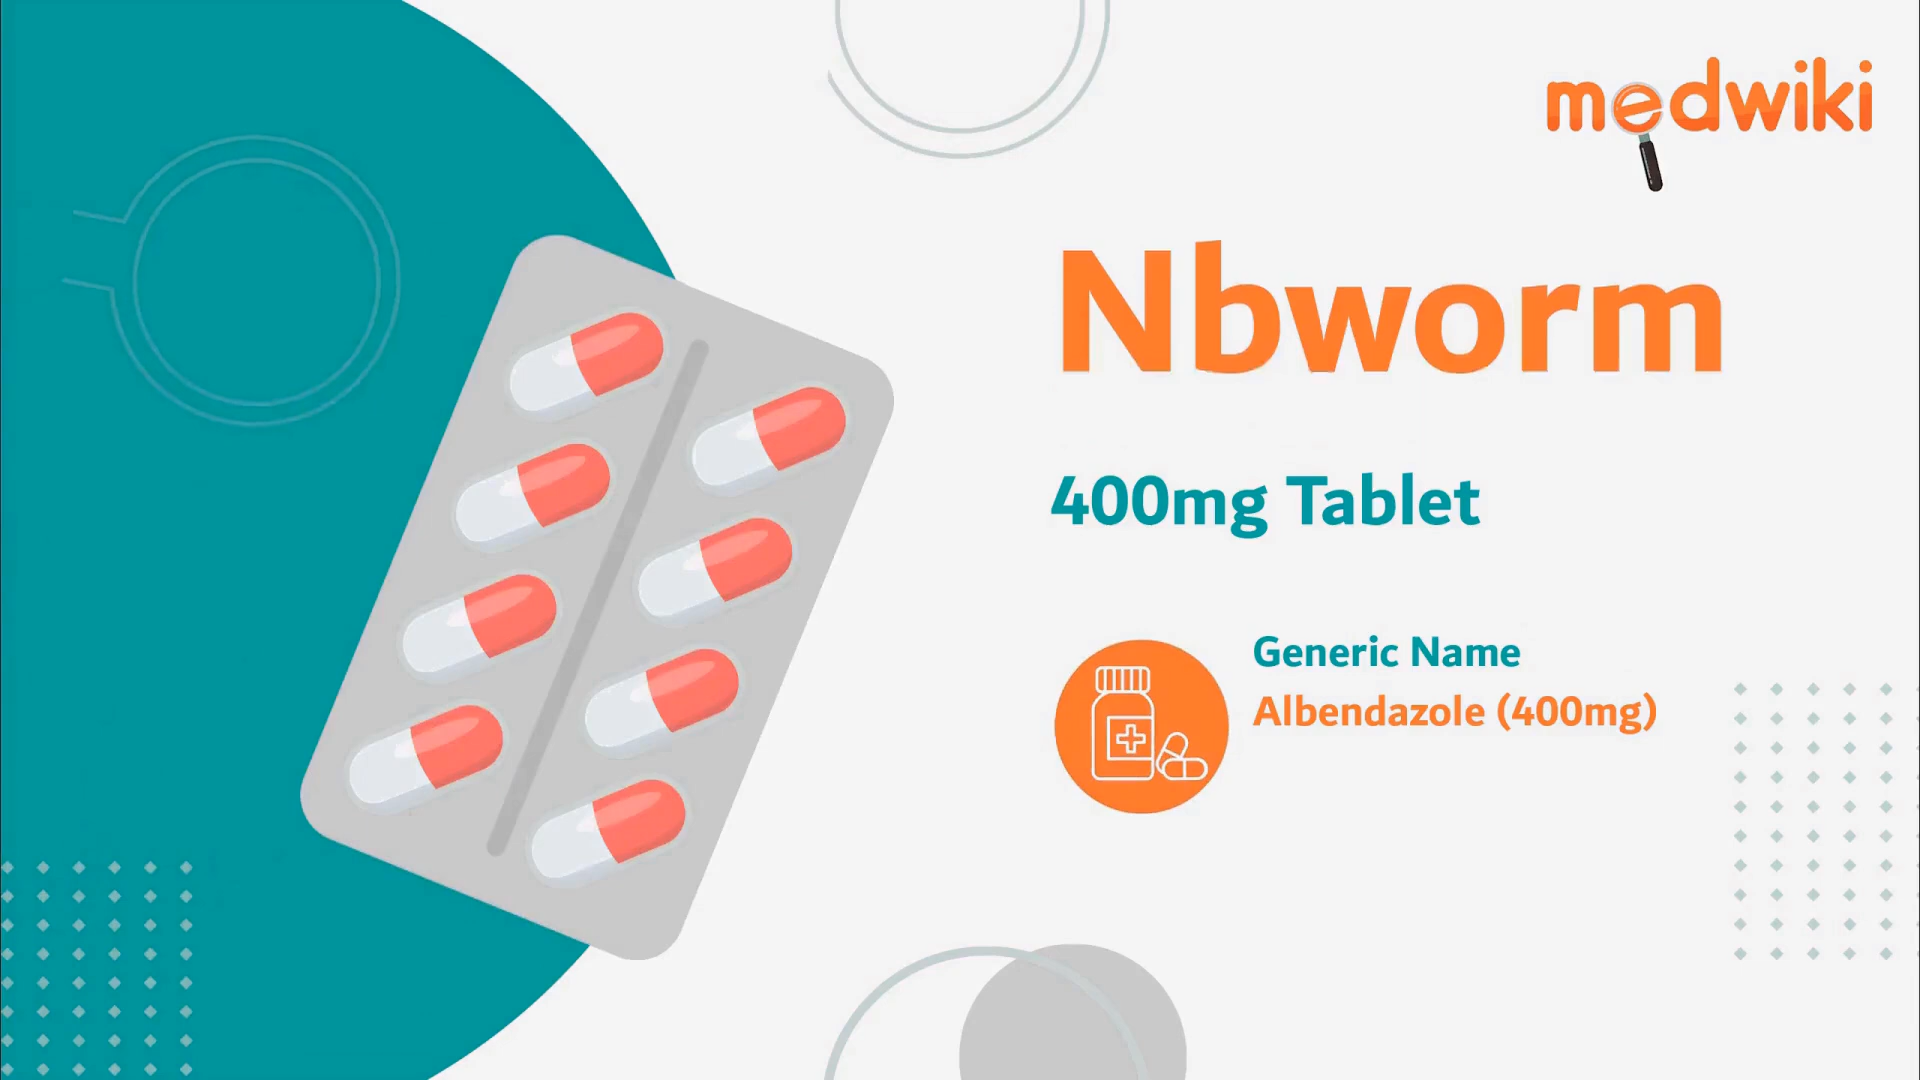 medwiki
Nbworm
400mg Tablet
Generic Name
Albendazole (400mg)